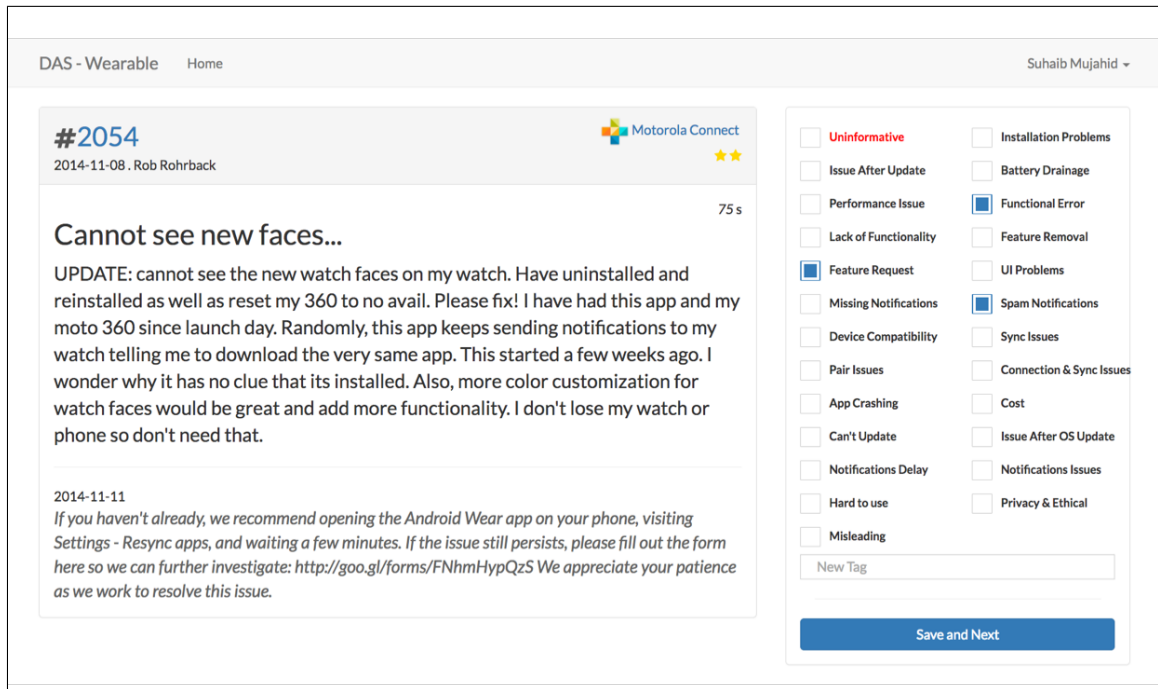 DAS - Wearable Home Suhaib Mujahid
#2054
Motorola Connect
2014-11-08 . Rob Rohrback
75 s
Cannot see new faces...
UPDATE: cannot see the new watch faces on my watch. Have uninstalled and
reinstalled as well as reset my 360 to no avail. Please fix! I have had this app and my
moto 360 since launch day. Randomly, this app keeps sending notifications to my
watch telling me to download the very same app. This started a few weeks ago. I
wonder why it has no clue that its installed. Also, more color customization for
watch faces would be great and add more functionality. I don't lose my watch or
phone so don't need that.
2014-11-11
If you haven't already, we recommend opening the Android Wear app on your phone, visiting
Settings - Resync apps, and waiting a few minutes. If the issue still persists, please fill out the form
here so we can further investigate: http://goo.gl/forms/FNhmHypQzS We appreciate your patience
as we work to resolve this issue.
Uninformative Installation Problems
Issue After Update Battery Drainage
Performance Issue Functional Error
Lack of Functionality Feature Removal
Feature Request UI Problems
Missing Notifications Spam Notifications
Device Compatibility Sync Issues
Pair Issues Connection & Sync Issues
App Crashing Cost
Can't Update Issue After OS Update
Notifications Delay Notifications Issues
Hard to use Privacy & Ethical
Misleading
New Tag
Save and Next